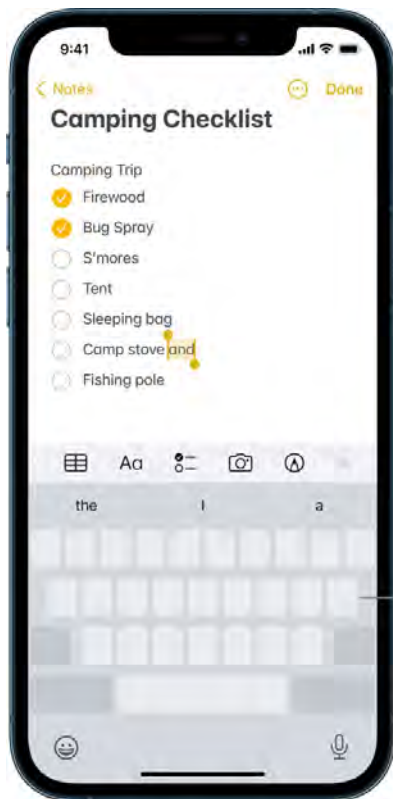 9:41
Notes Done
Camping Checklist
Camping Trip
Firewood
Bug Spray
S'mores
Tent
Sleeping bag
Camp stove and
Fishing pole
Aa
the I a